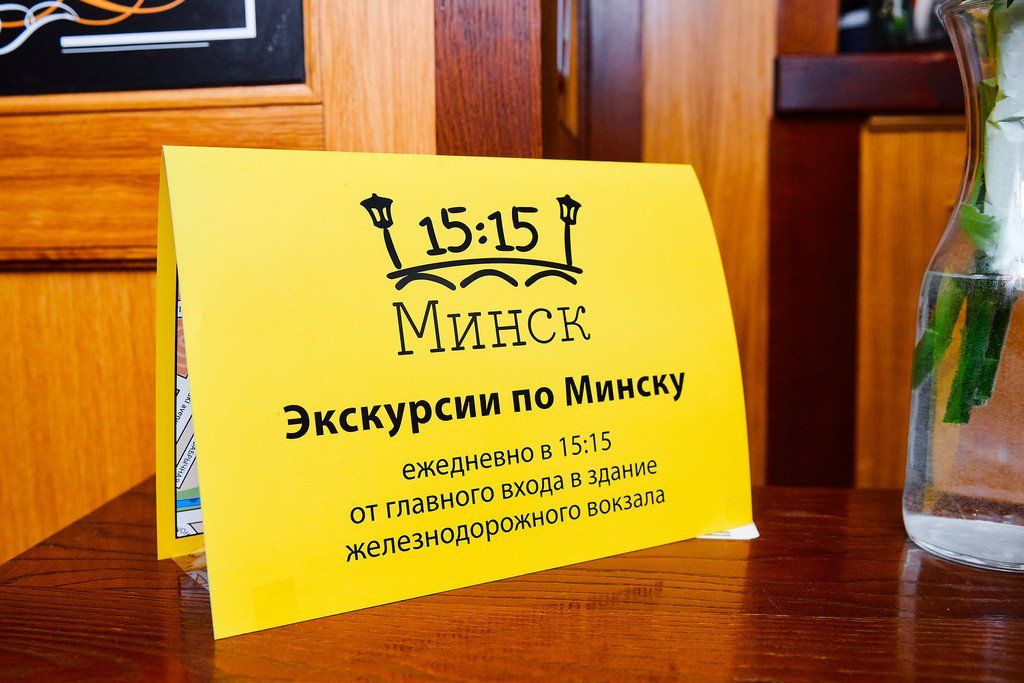 15:15
Минск
Экскурсии по Минску
ежедневно в 15:15
от главного входа в здание
железнодорожного вокзала